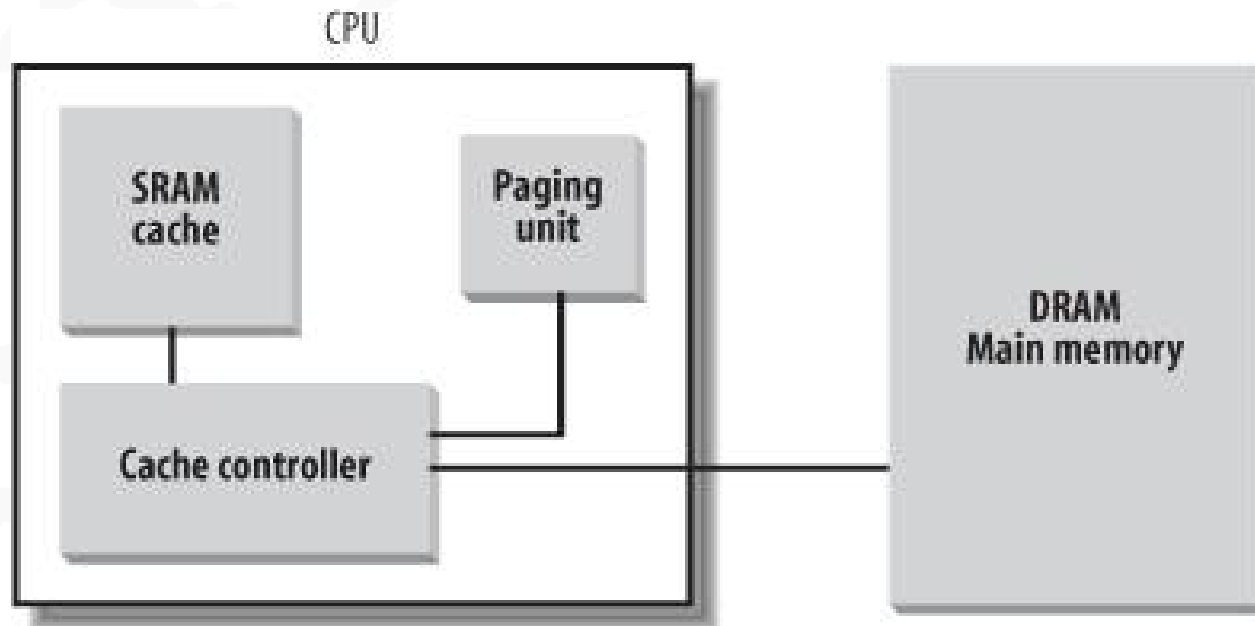 CPU
SRAM
cache
Paging
unit
DRAM
Main memory
Cache controller